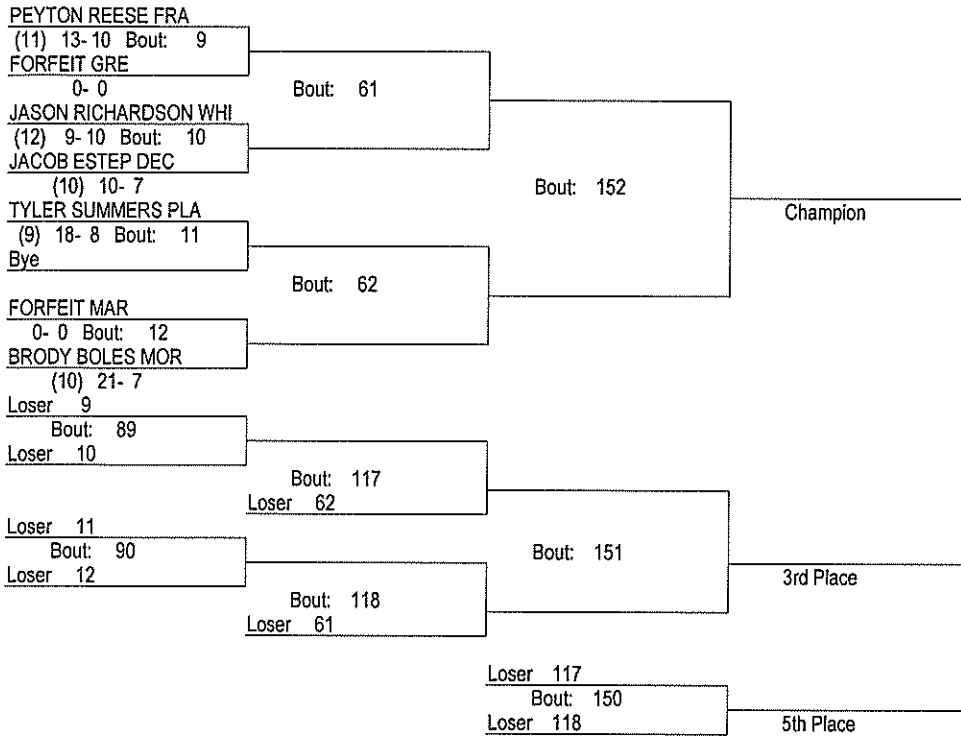 PEYTON REESE FRA
(11) 13- 10 Bout: 9
FORFEIT GRE
0- 0
Bout: 61
JASON RICHARDSON WHI
(12) 9- 10 Bout: 10
JACOB ESTEP DEC
(10) 10- 7
Bout: 152
TYLER SUMMERS PLA
Champion
(9) 18- 8 Bout: 11
Bye
Bout: 62
FORFEIT MAR
0- 0 Bout: 12
BRODY BOLES MOR
(10) 21- 7
Loser 9
Bout: 89
Loser 10
Bout: 117
Loser 62
Loser 11
Bout: 90
Bout: 151
Loser 12
3rd Place
Bout: 118
Loser 61
Loser 117
Bout: 150
Loser 118
5th Place